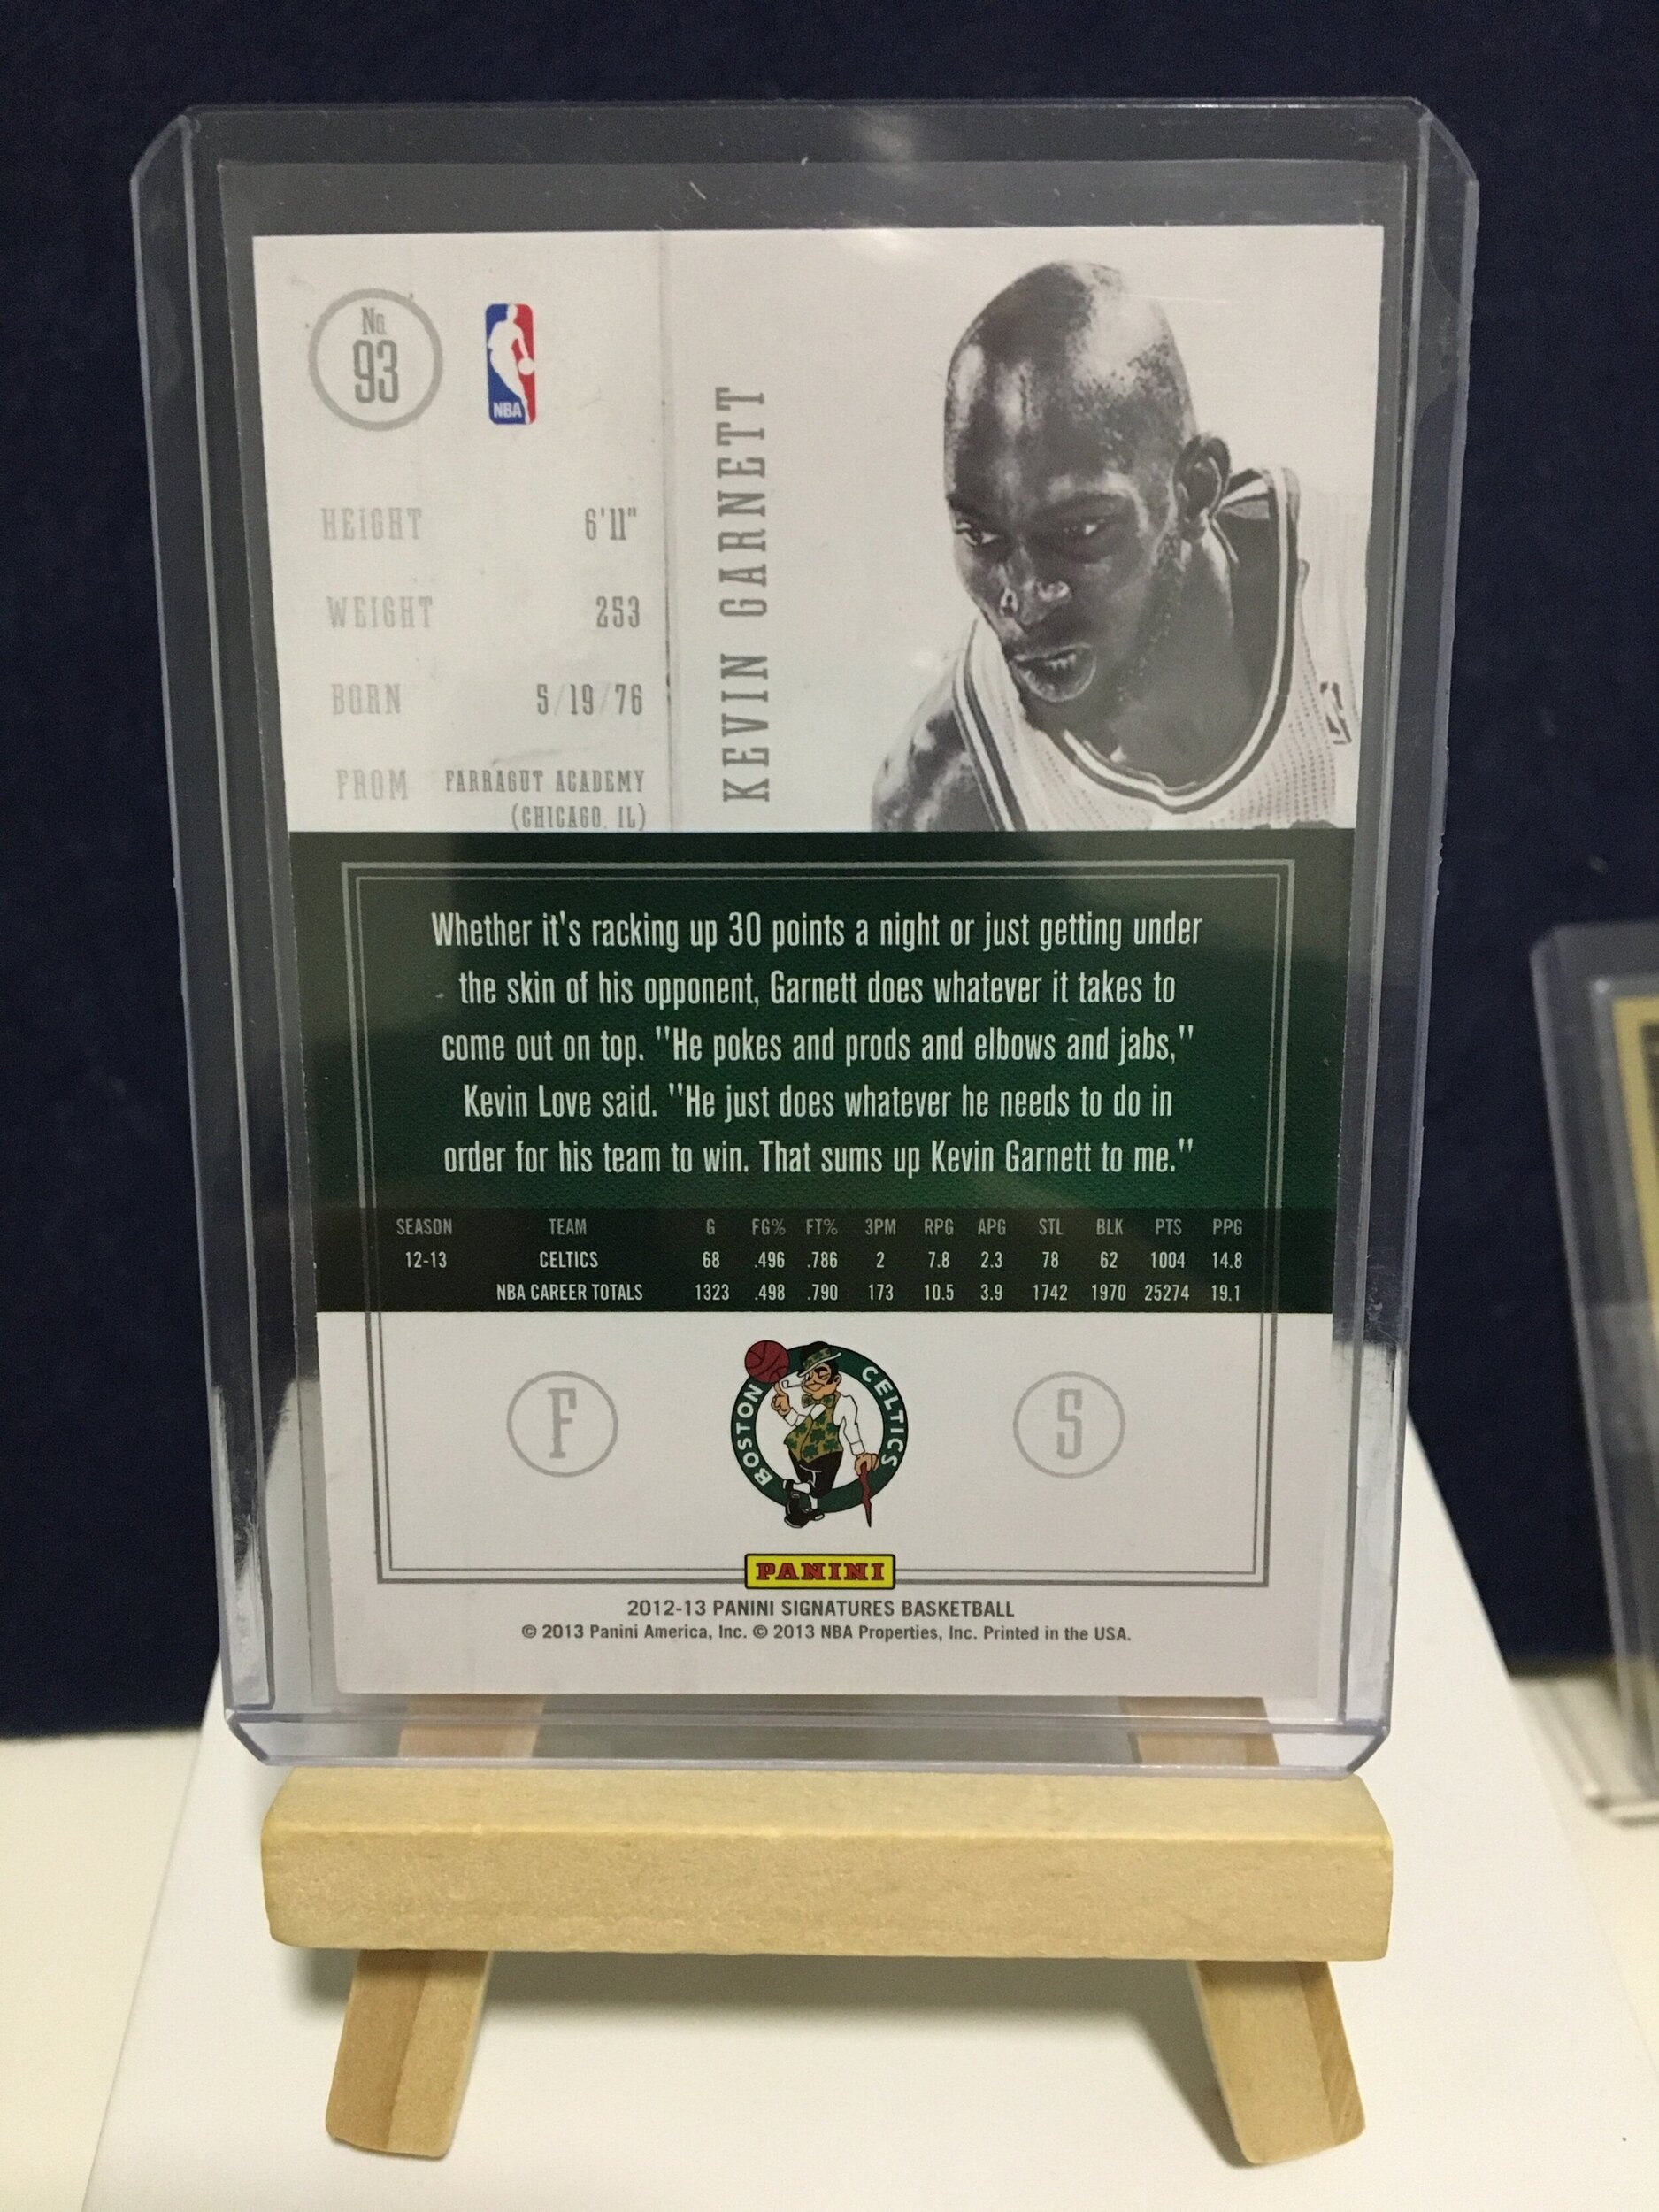 No.
93
NBA
HEIGHT 6'11"
WEIGHT 253
BORN 5/19/76
FROM FARRAGUT ACADEMY
(CHICAGO, IL)
KEVIN GARNETT
Whether it's racking up 30 points a night or just getting under
the skin of his opponent, Garnett does whatever it takes to
come out on top. "He pokes and prods and elbows and jabs,"
Kevin Love said. "He just does whatever he needs to do in
order for his team to win. That sums up Kevin Garnett to me."
SEASON TEAM G FG% FT% 3PM RPG APG STL BLK PTS PPG
12-13 CELTICS 68 .496 .786 2 7.8 2.3 78 62 1004 14.8
NBA CAREER TOTALS 1323 .498 .790 173 10.5 3.9 1742 1970 25274 19.1
F
BOSTON CELTICS
S
PANINI
2012-13 PANINI SIGNATURES BASKETBALL
© 2013 Panini America, Inc. © 2013 NBA Properties, Inc. Printed in the USA.